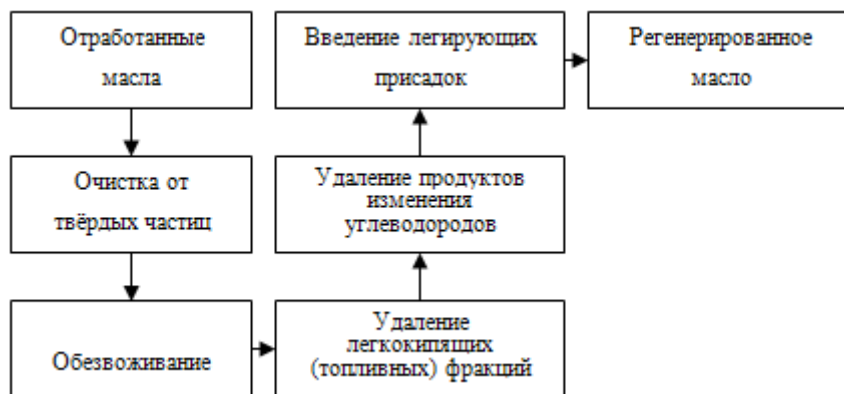 Отработанные
масла
Очистка от
твёрдых частиц
Обезвоживание
Удаление
легкокипящих
(топливных) фракций
Удаление продуктов
изменения
углеводородов
Введение легирующих
присадок
Регенерированное
масло